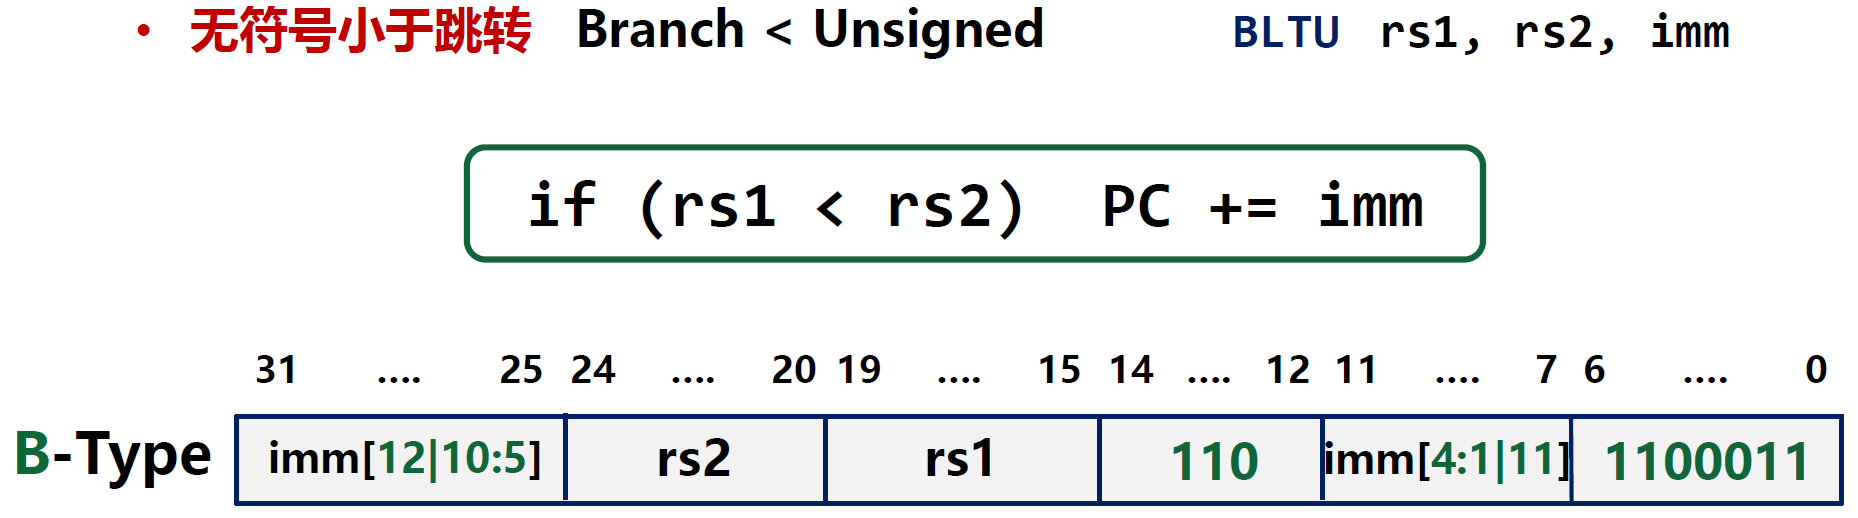 • 无符号小于跳转 Branch < Unsigned BLTU rs1, rs2, imm
if (rs1 < rs2) PC += imm
31 .... 25 24 .... 20 19 .... 15 14 .... 12 11 .... 7 6 .... 0
B-Type imm[12|10:5] rs2 rs1 110 imm[4:1|11] 1100011